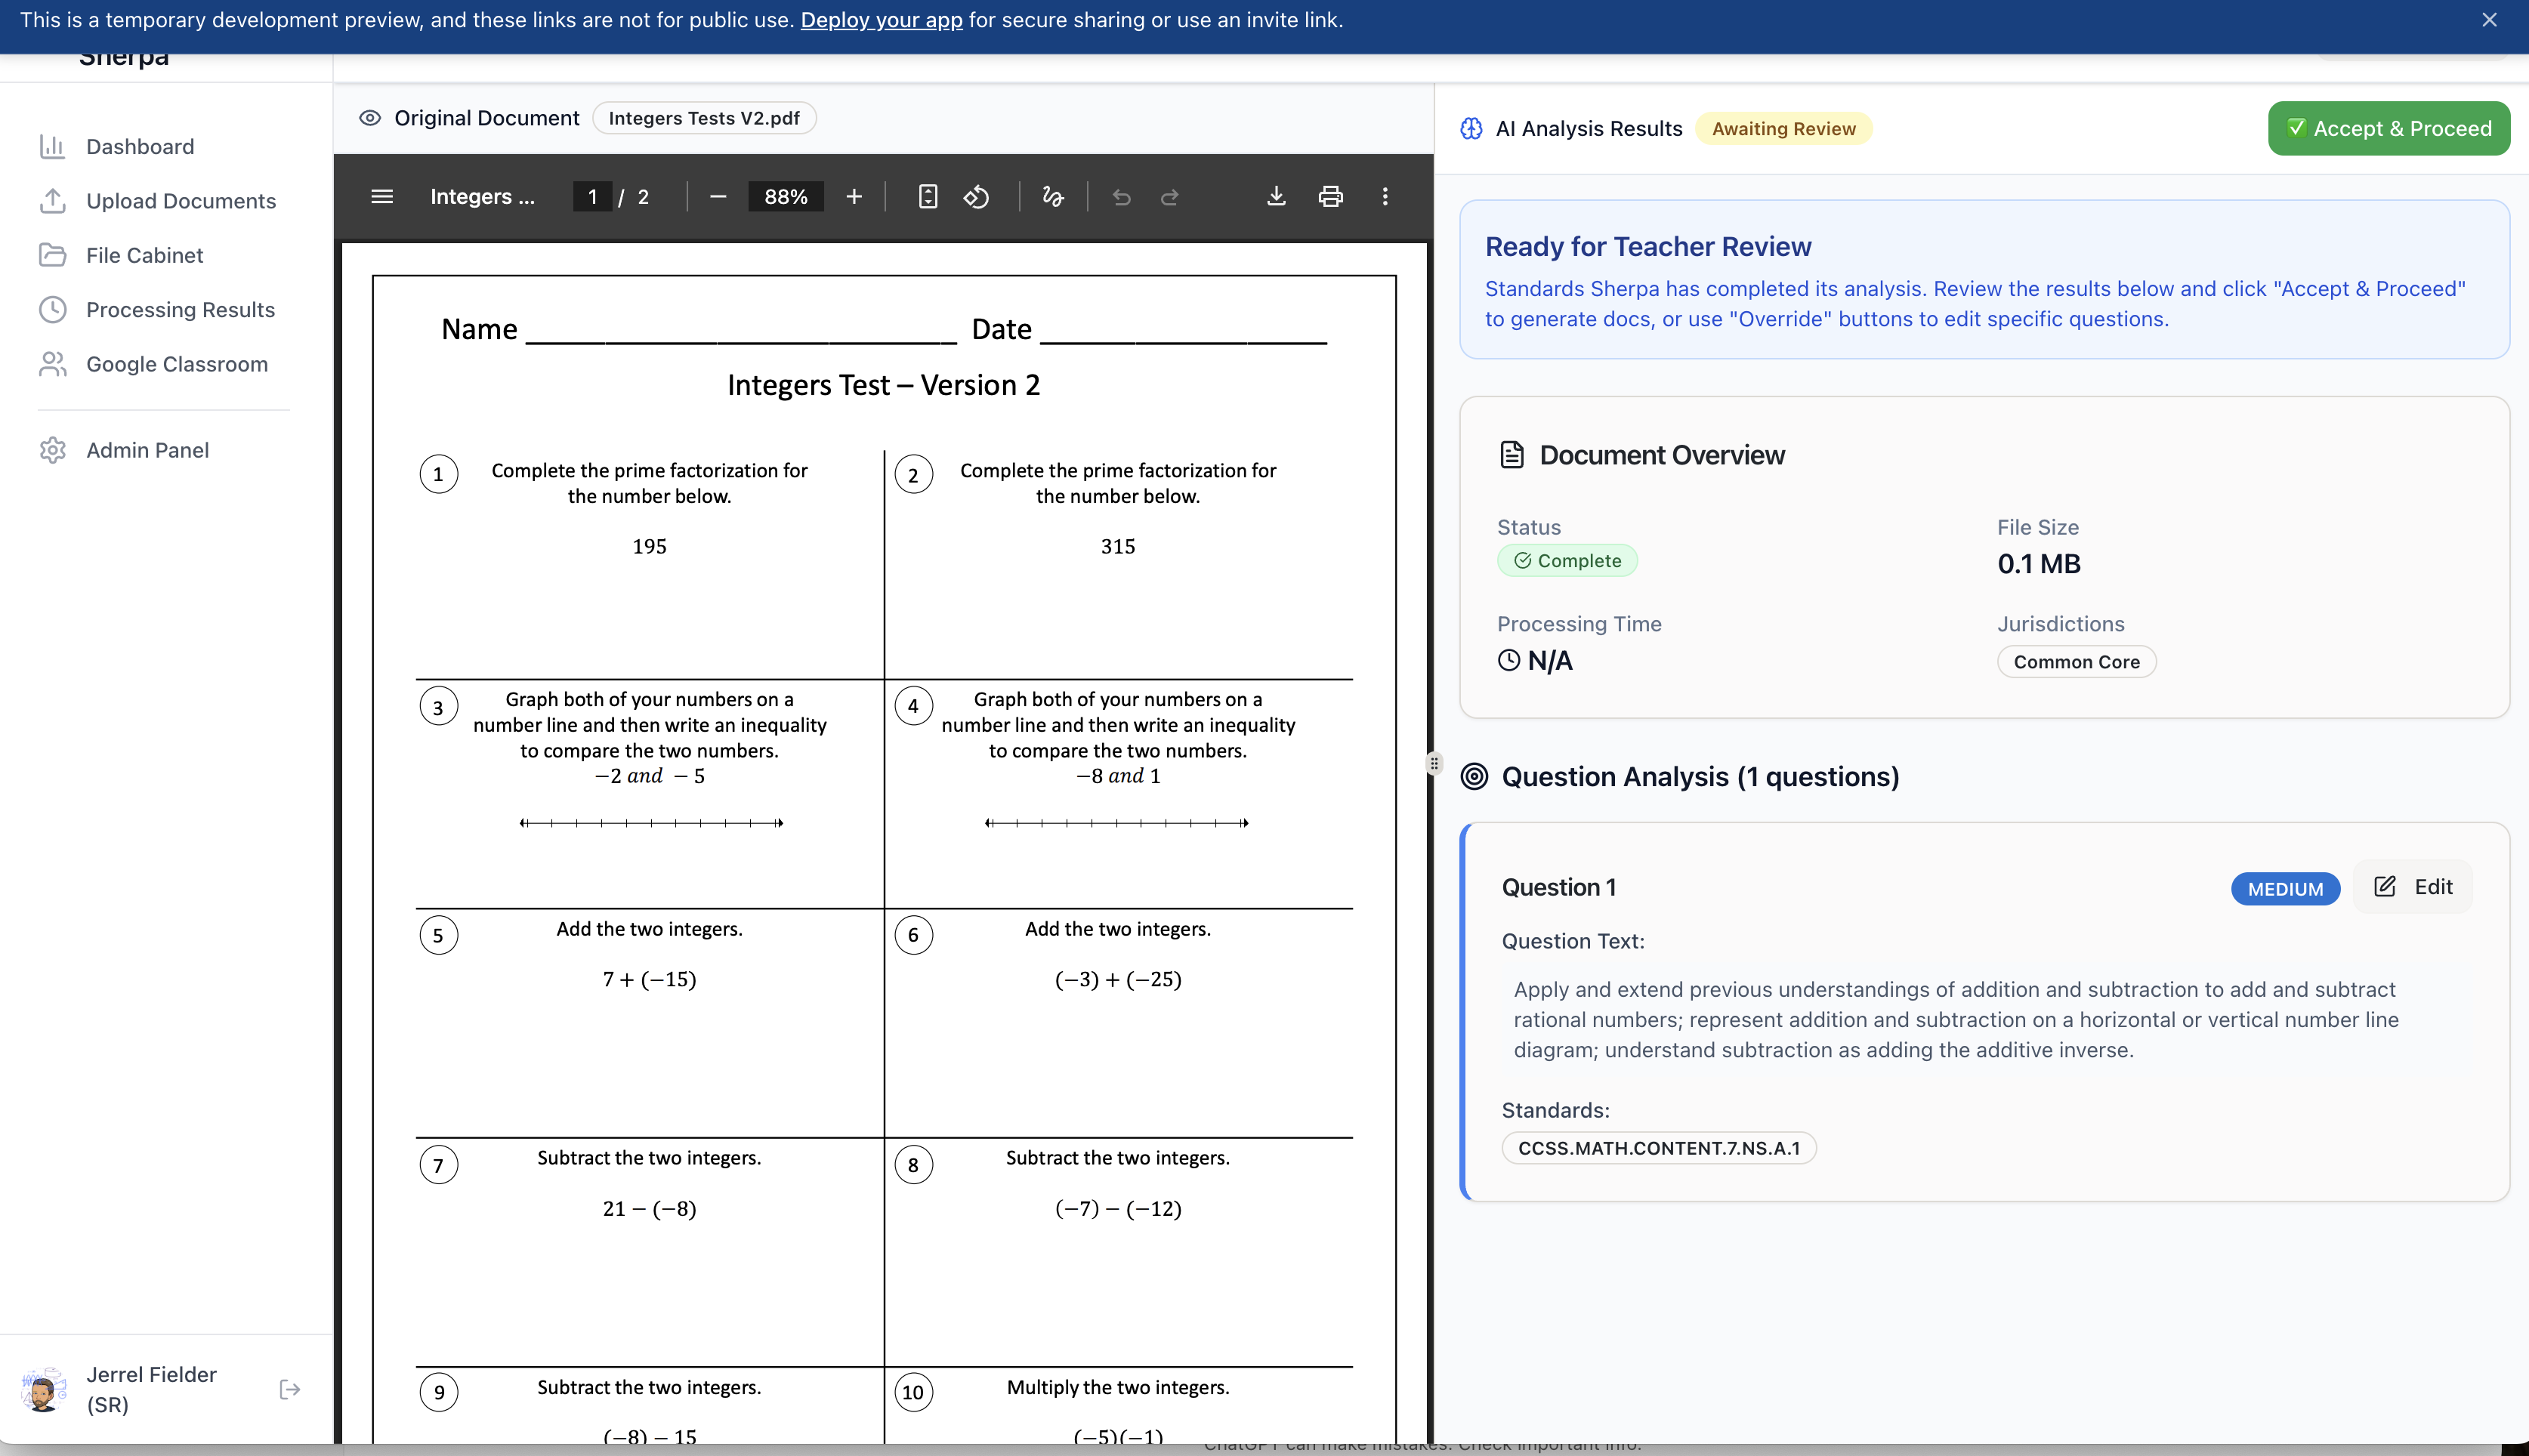 This is a temporary development preview, and these links are not for public use. Deploy your app for secure sharing or use an invite link.
Sherpa
Dashboard
Upload Documents
File Cabinet
Processing Results
Google Classroom
Admin Panel
Jerrel Fielder
(SR)
Original Document
Integers Tests V2.pdf
Integers ...
1 / 2
88%
Name ______ Date ______
Integers Test – Version 2
1
Complete the prime factorization for
the number below.
195
2
Complete the prime factorization for
the number below.
315
3
Graph both of your numbers on a
number line and then write an inequality
to compare the two numbers.
−2 and − 5
4
Graph both of your numbers on a
number line and then write an inequality
to compare the two numbers.
−8 and 1
5
Add the two integers.
7 + (−15)
6
Add the two integers.
(−3) + (−25)
7
Subtract the two integers.
21 − (−8)
8
Subtract the two integers.
(−7) − (−12)
9
Subtract the two integers.
(−8) − 15
10
Multiply the two integers.
(−5)(−1)
AI Analysis Results
Awaiting Review
✅ Accept & Proceed
Ready for Teacher Review
Standards Sherpa has completed its analysis. Review the results below and click "Accept & Proceed"
to generate docs, or use "Override" buttons to edit specific questions.
Document Overview
Status
Complete
File Size
0.1 MB
Processing Time
N/A
Jurisdictions
Common Core
Question Analysis (1 questions)
Question 1
MEDIUM
Edit
Question Text:
Apply and extend previous understandings of addition and subtraction to add and subtract
rational numbers; represent addition and subtraction on a horizontal or vertical number line
diagram; understand subtraction as adding the additive inverse.
Standards:
CCSS.MATH.CONTENT.7.NS.A.1
ChatGPT can make mistakes. Check important info.